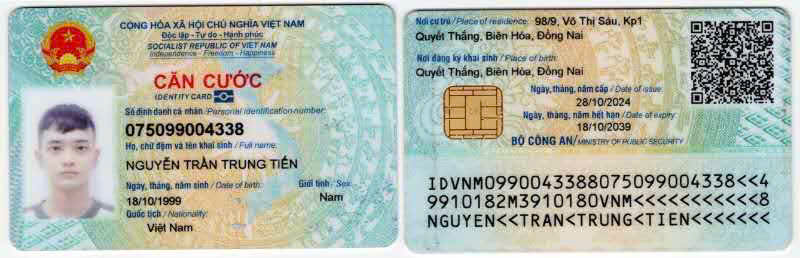 CỘNG HÒA XÃ HỘI CHỦ NGHĨA VIỆT NAM
Độc lập - Tự do - Hạnh phúc
SOCIALIST REPUBLIC OF VIET NAM
Independence - Freedom - Happiness
CĂN CƯỚC
IDENTITY CARD
Số định danh cá nhân / Personal identification number:
075099004338
Họ, chữ đệm và tên khai sinh / Full name:
NGUYỄN TRẦN TRUNG TIẾN
Ngày, tháng, năm sinh / Date of birth: Giới tính / Sex:
18/10/1999 Nam
Quốc tịch / Nationality:
Việt Nam
Nơi cư trú / Place of residence: 98/9, Võ Thị Sáu, Kp1
Quyết Thắng, Biên Hòa, Đồng Nai
Nơi đăng ký khai sinh / Place of birth:
Quyết Thắng, Biên Hòa, Đồng Nai
Ngày, tháng, năm cấp / Date of issue:
28/10/2024
Ngày, tháng, năm hết hạn / Date of expiry:
18/10/2039
BỘ CÔNG AN / MINISTRY OF PUBLIC SECURITY
IDVNM0990043388075099004338<<4
9910182M3910180VNM<<<<<<<<<<<8
NGUYEN<<TRAN<TRUNG<TIEN<<<<<<<